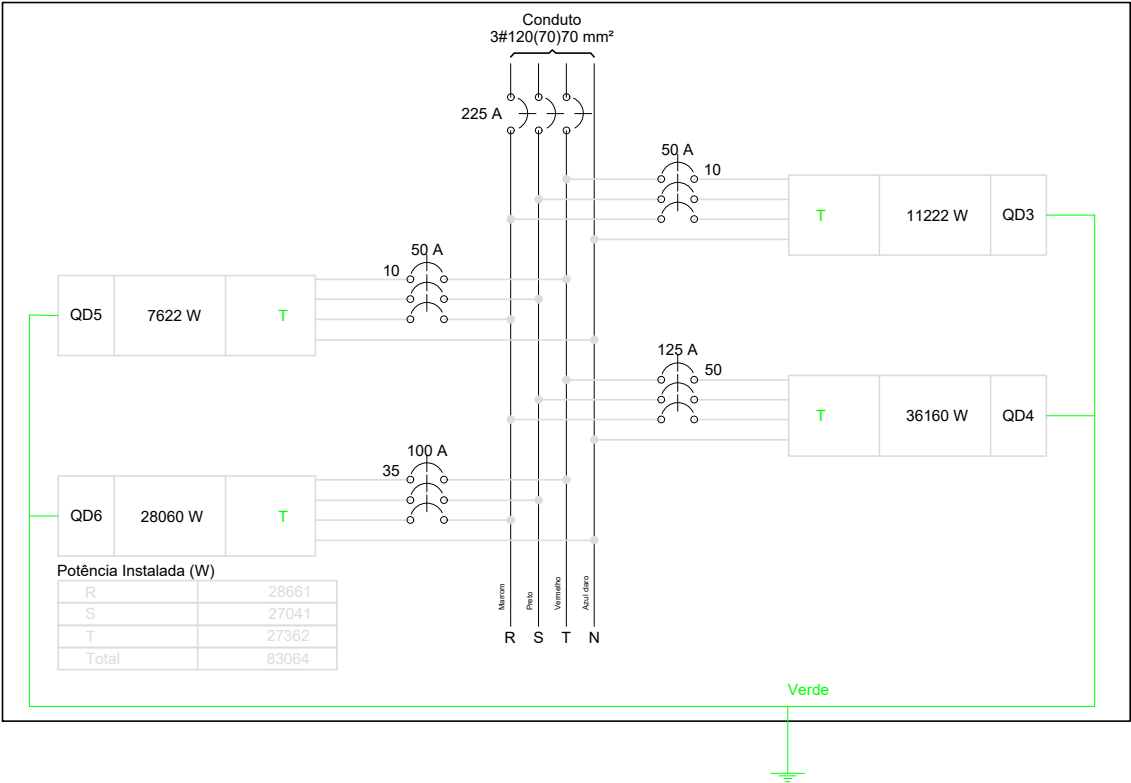 Conduto
3#120(70)70 mm²
225 A
50 A
10
T
11222 W
QD3
50 A
10
QD5
7622 W
T
125 A
50
T
36160 W
QD4
100 A
35
QD6
28060 W
T
Potência Instalada (W)
R 28661
S 27041
T 27362
Total 83064
Marrom
Preto
Vermelho
Azul claro
R S T N
Verde